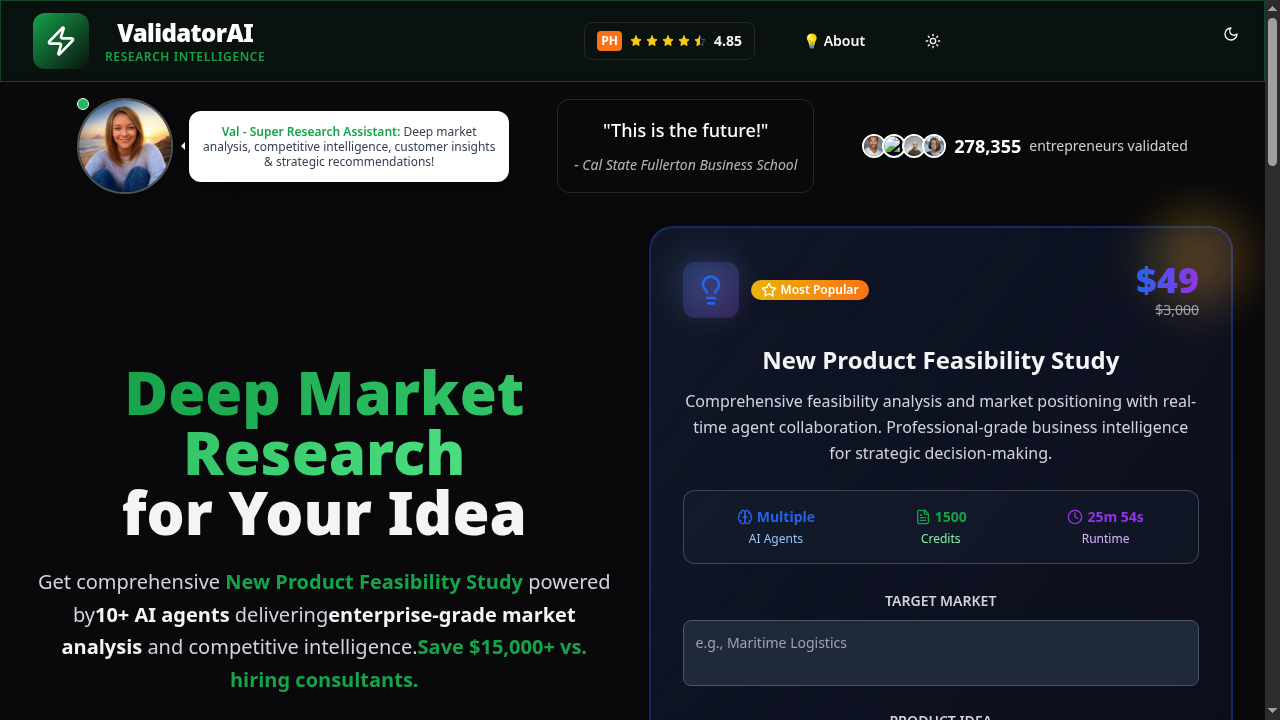 ValidatorAI
RESEARCH INTELLIGENCE
PH 4.85
💡 About
Val - Super Research Assistant: Deep market
analysis, competitive intelligence, customer insights
& strategic recommendations!
"This is the future!"
- Cal State Fullerton BusIness School
278,355 entrepreneurs validated
Deep Market
Research
for Your Idea
Get comprehensive New Product Feasibility Study powered
by10+ AI agents deliveringenterprise-grade market
analysis and competitive intelligence.Save $15,000+ vs.
hiring consultants.
Most Popular
$49
$3,000
New Product Feasibility Study
Comprehensive feasibility analysis and market positioning with real-
time agent collaboration. Professional-grade business intelligence
for strategic decision-making.
Multiple
AI Agents
1500
Credits
25m 54s
Runtime
TARGET MARKET
e.g., Maritime Logistics
PRODUCT IDEA